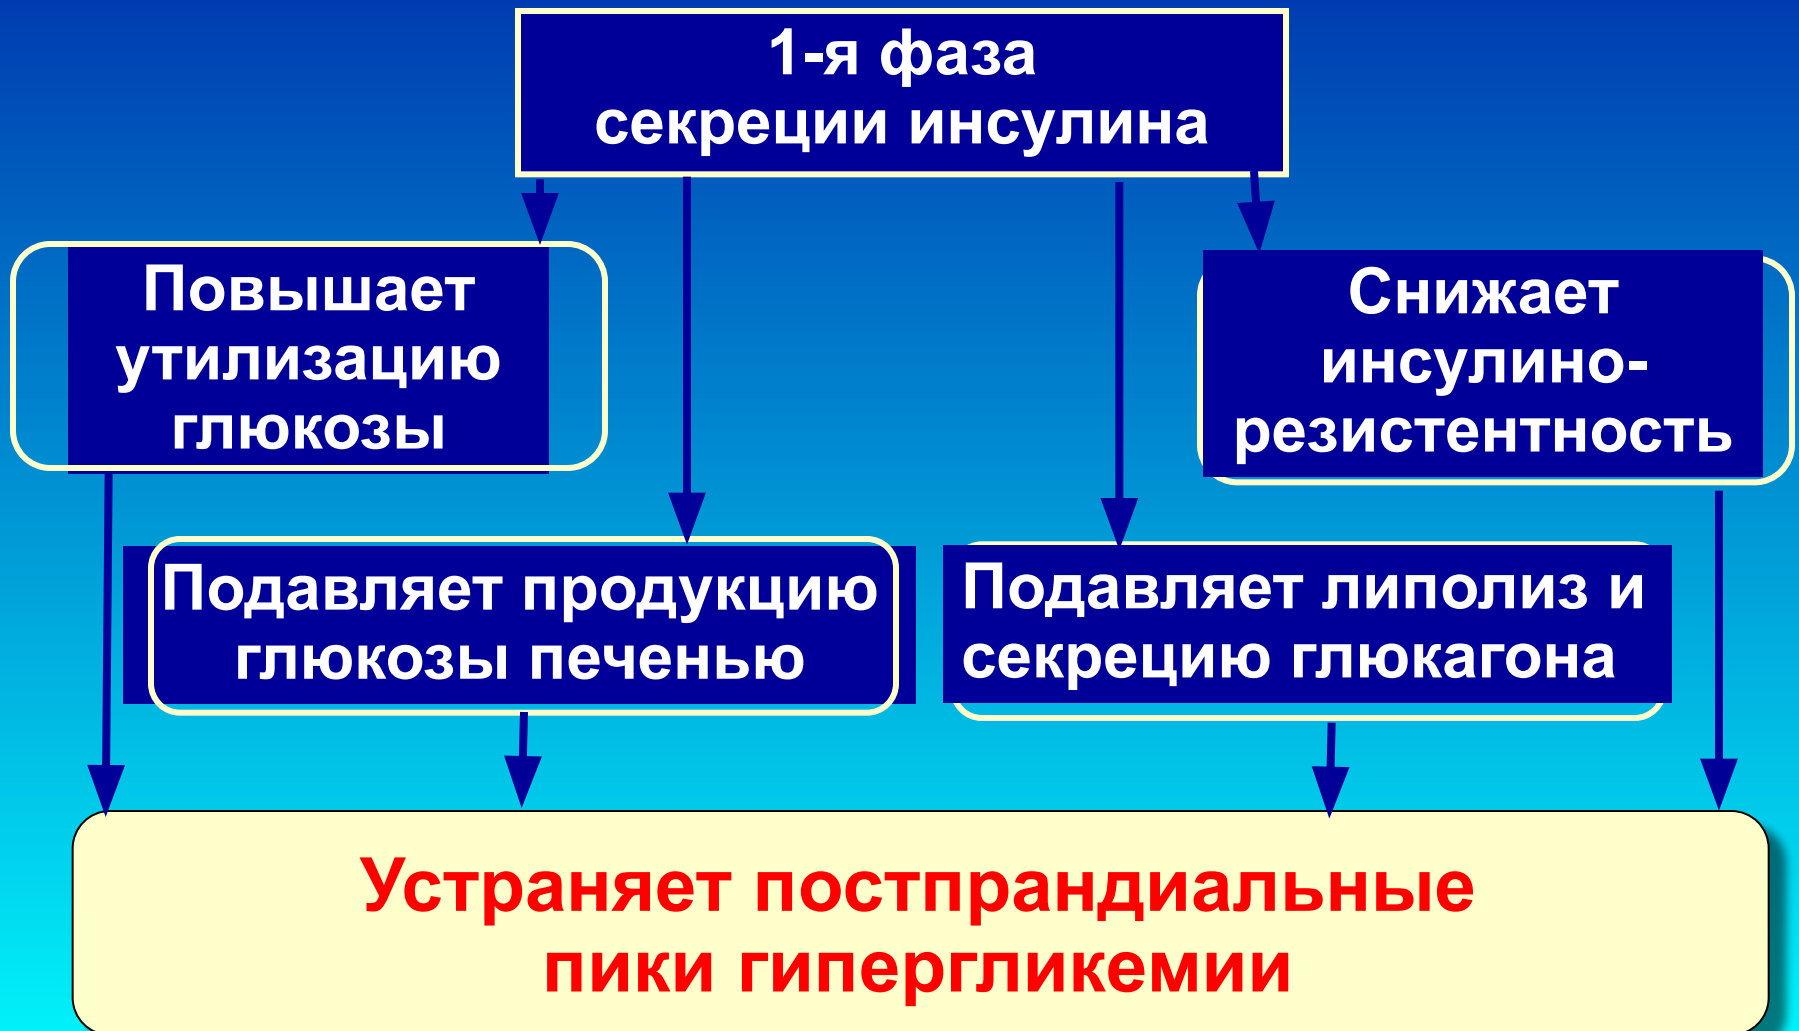 1-я фаза
секреции инсулина
Повышает
утилизацию
глюкозы
Снижает
инсулино-
резистентность
Подавляет продукцию
глюкозы печенью
Подавляет липолиз и
секрецию глюкагона
Устраняет постпрандиальные
пики гипергликемии